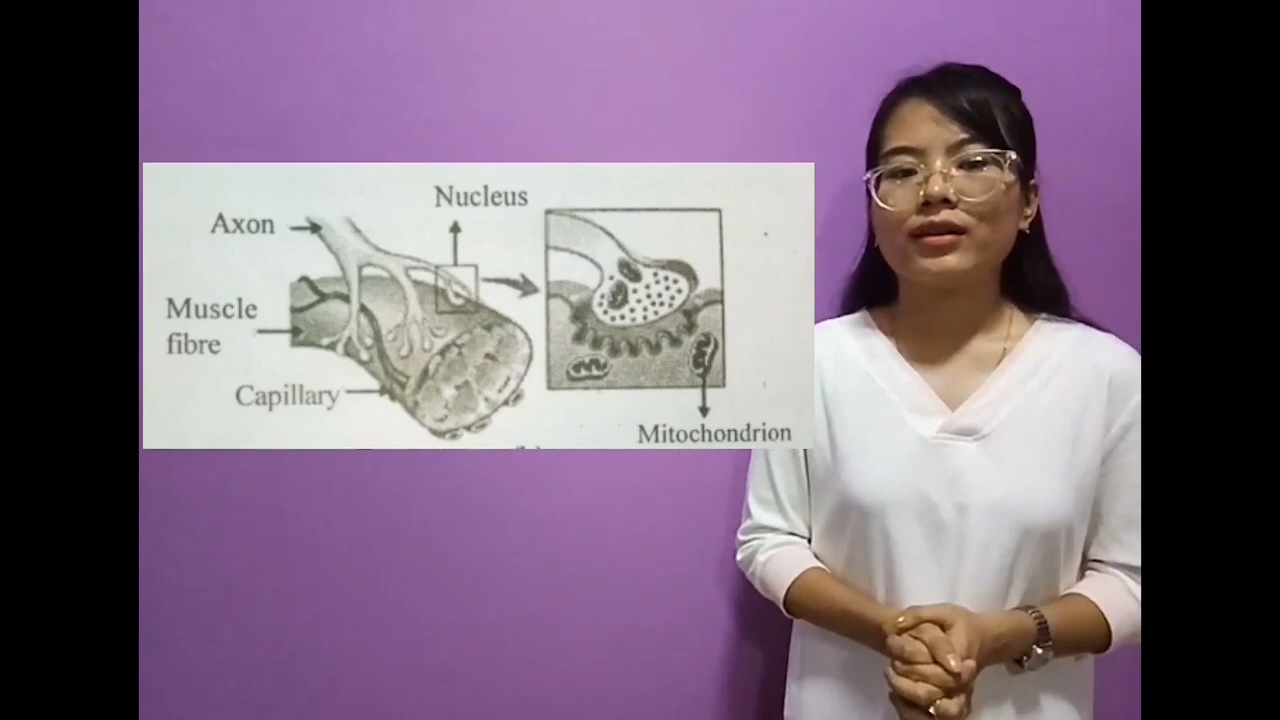 Nucleus
Axon
Muscle
fibre
Capillary
Mitochondrion